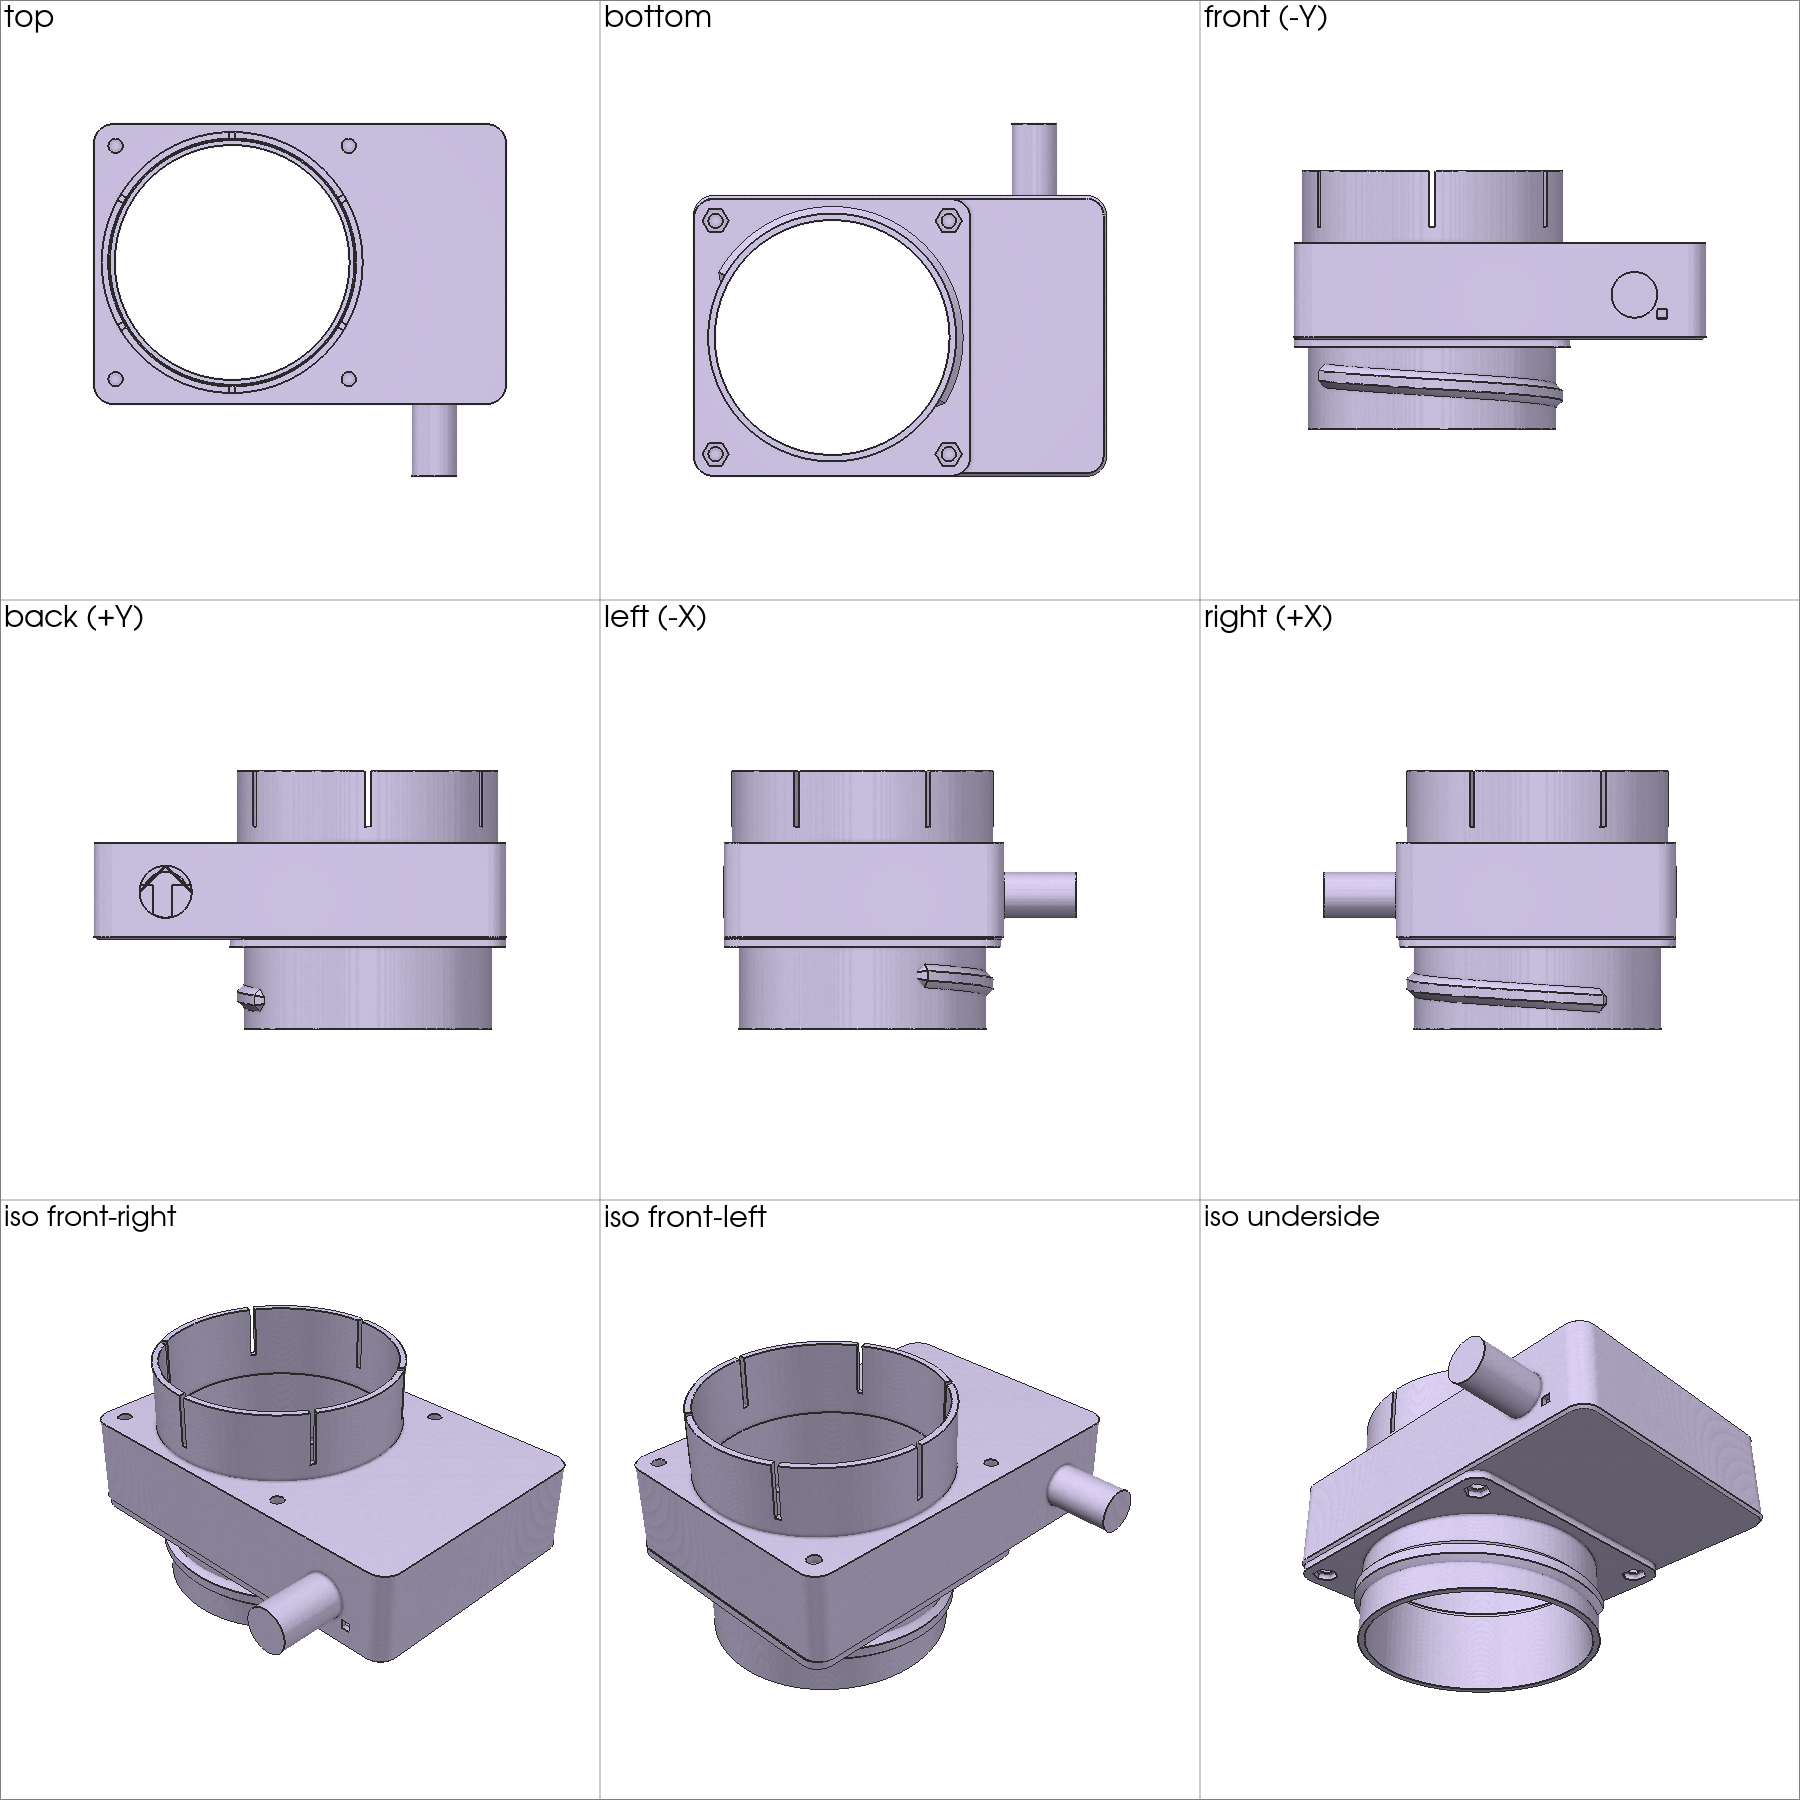 top
bottom
front (-Y)
back (+Y)
left (-X)
right (+X)
iso front-right
iso front-left
iso underside